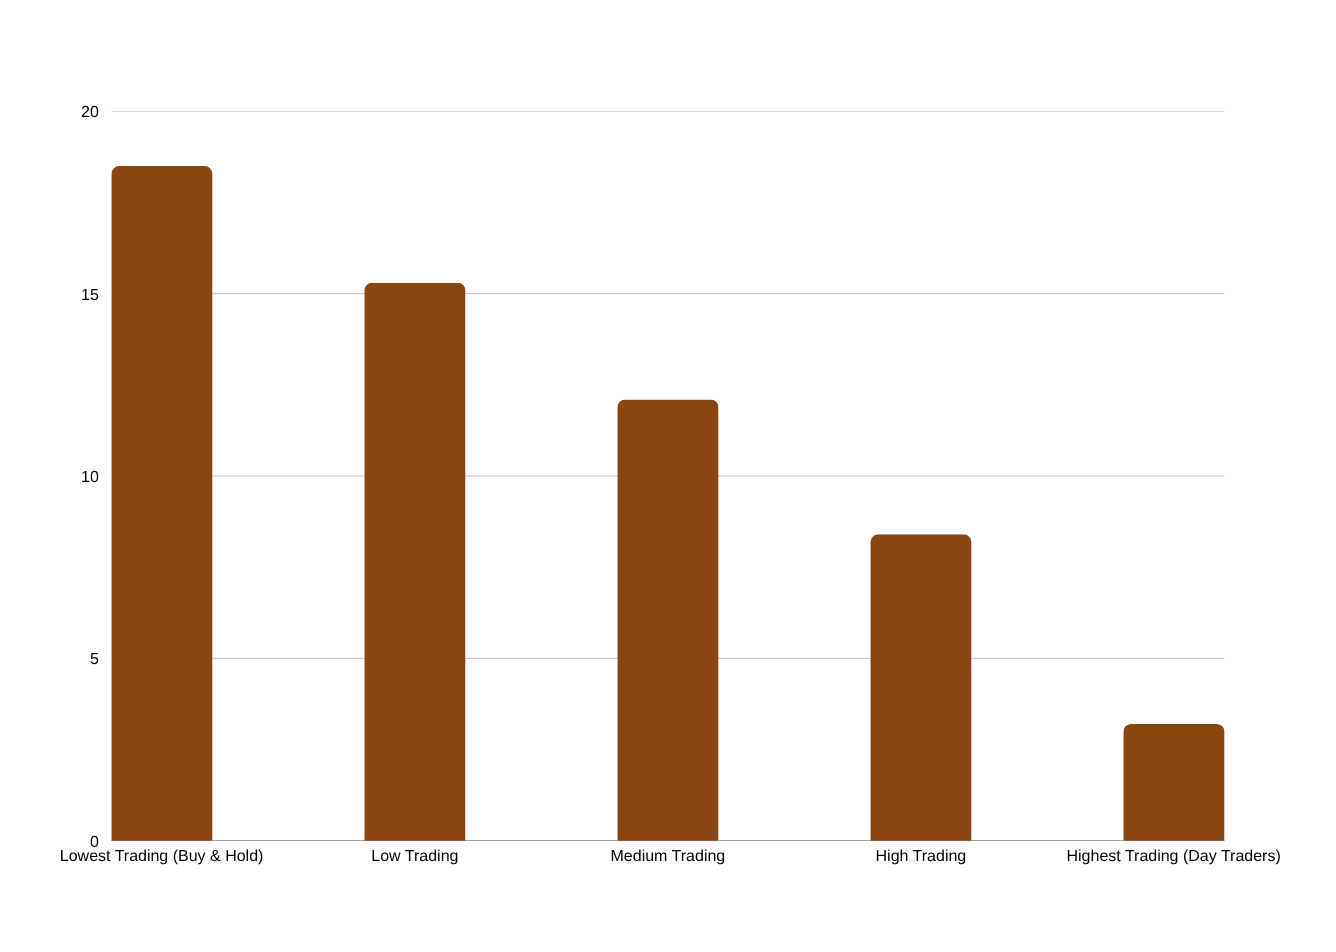 20
15
10
5
0
Lowest Trading (Buy & Hold)
Low Trading
Medium Trading
High Trading
Highest Trading (Day Traders)